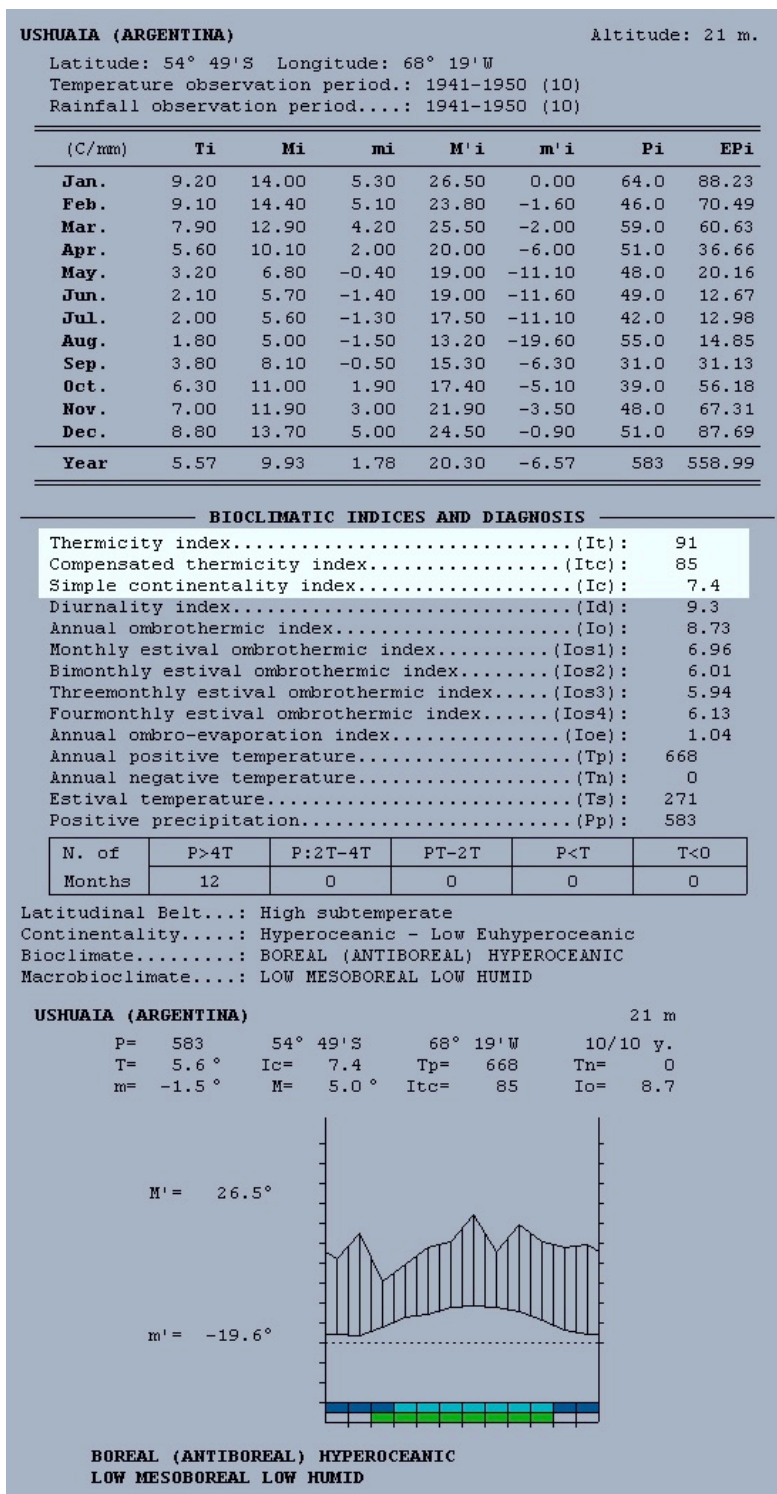 USHUAIA (ARGENTINA) Altitude: 21 m.
Latitude: 54° 49'S Longitude: 68° 19'W
Temperature observation period.: 1941-1950 (10)
Rainfall observation period....: 1941-1950 (10)
(C/mm) Ti Mi mi M'i m'i Pi EPi
Jan. 9.20 14.00 5.30 26.50 0.00 64.0 88.23
Feb. 9.10 14.40 5.10 23.80 -1.60 46.0 70.49
Mar. 7.90 12.90 4.20 25.50 -2.00 59.0 60.63
Apr. 5.60 10.10 2.00 20.00 -6.00 51.0 36.66
May. 3.20 6.80 -0.40 19.00 -11.10 48.0 20.16
Jun. 2.10 5.70 -1.40 19.00 -11.60 49.0 12.67
Jul. 2.00 5.60 -1.30 17.50 -11.10 42.0 12.98
Aug. 1.80 5.00 -1.50 13.20 -19.60 55.0 14.85
Sep. 3.80 8.10 -0.50 15.30 -6.30 31.0 31.13
Oct. 6.30 11.00 1.90 17.40 -5.10 39.0 56.18
Nov. 7.00 11.90 3.00 21.90 -3.50 48.0 67.31
Dec. 8.80 13.70 5.00 24.50 -0.90 51.0 87.69
Year 5.57 9.93 1.78 20.30 -6.57 583 558.99
BIOCLIMATIC INDICES AND DIAGNOSIS
Thermicity index..............................(It): 91
Compensated thermicity index.................(Itc): 85
Simple continentality index...................(Ic): 7.4
Diurnality index..............................(Id): 9.3
Annual ombrothermic index.....................(Io): 8.73
Monthly estival ombrothermic index..........(Ios1): 6.96
Bimonthly estival ombrothermic index........(Ios2): 6.01
Threemonthly estival ombrothermic index.....(Ios3): 5.94
Fourmonthly estival ombrothermic index......(Ios4): 6.13
Annual ombro-evaporation index...............(Ioe): 1.04
Annual positive temperature...................(Tp): 668
Annual negative temperature...................(Tn): 0
Estival temperature...........................(Ts): 271
Positive precipitation........................(Pp): 583
N. of P>4T P:2T-4T PT-2T P<T T<0
Months 12 0 0 0 0
Latitudinal Belt...: High subtemperate
Continentality.....: Hyperoceanic - Low Euhyperoceanic
Bioclimate.........: BOREAL (ANTIBOREAL) HYPEROCEANIC
Macrobioclimate....: LOW MESOBOREAL LOW HUMID
USHUAIA (ARGENTINA) 21 m
P= 583 54° 49'S 68° 19'W 10/10 y.
T= 5.6° Ic= 7.4 Tp= 668 Tn= 0
m= -1.5° M= 5.0° Itc= 85 Io= 8.7
M'= 26.5°
m'= -19.6°
BOREAL (ANTIBOREAL) HYPEROCEANIC
LOW MESOBOREAL LOW HUMID